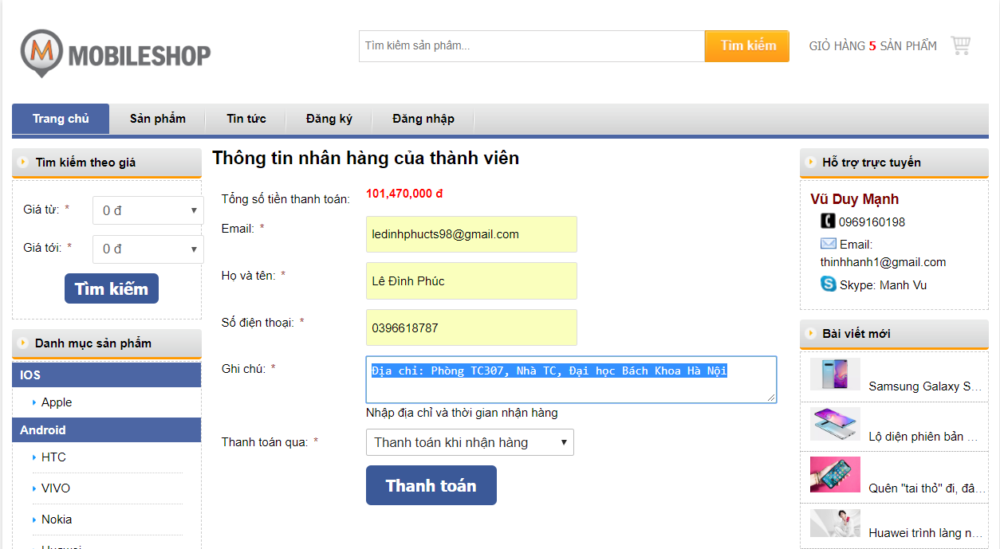 MOBILESHOP
Tìm kiếm sản phẩm...
Tìm kiếm
GIỎ HÀNG 5 SẢN PHẨM
Trang chủ
Sản phẩm
Tin tức
Đăng ký
Đăng nhập
Tìm kiếm theo giá
Giá từ: *
0 đ
Giá tới: *
0 đ
Tìm kiếm
Danh mục sản phẩm
IOS
Apple
Android
HTC
VIVO
Nokia
Thông tin nhân hàng của thành viên
Tổng số tiền thanh toán:
101,470,000 đ
Email: *
ledinhphucts98@gmail.com
Họ và tên: *
Lê Đình Phúc
Số điện thoại: *
0396618787
Ghi chú: *
Địa chỉ: Phòng TC307, Nhà TC, Đại học Bách Khoa Hà Nội
Nhập địa chỉ và thời gian nhận hàng
Thanh toán qua: *
Thanh toán khi nhận hàng
Thanh toán
Hỗ trợ trực tuyến
Vũ Duy Mạnh
0969160198
Email:
thinhhanh1@gmail.com
Skype: Manh Vu
Bài viết mới
Samsung Galaxy S...
Lộ diện phiên bản ...
Quên "tai thỏ" đi, đâ...
Huawei trình làng n...